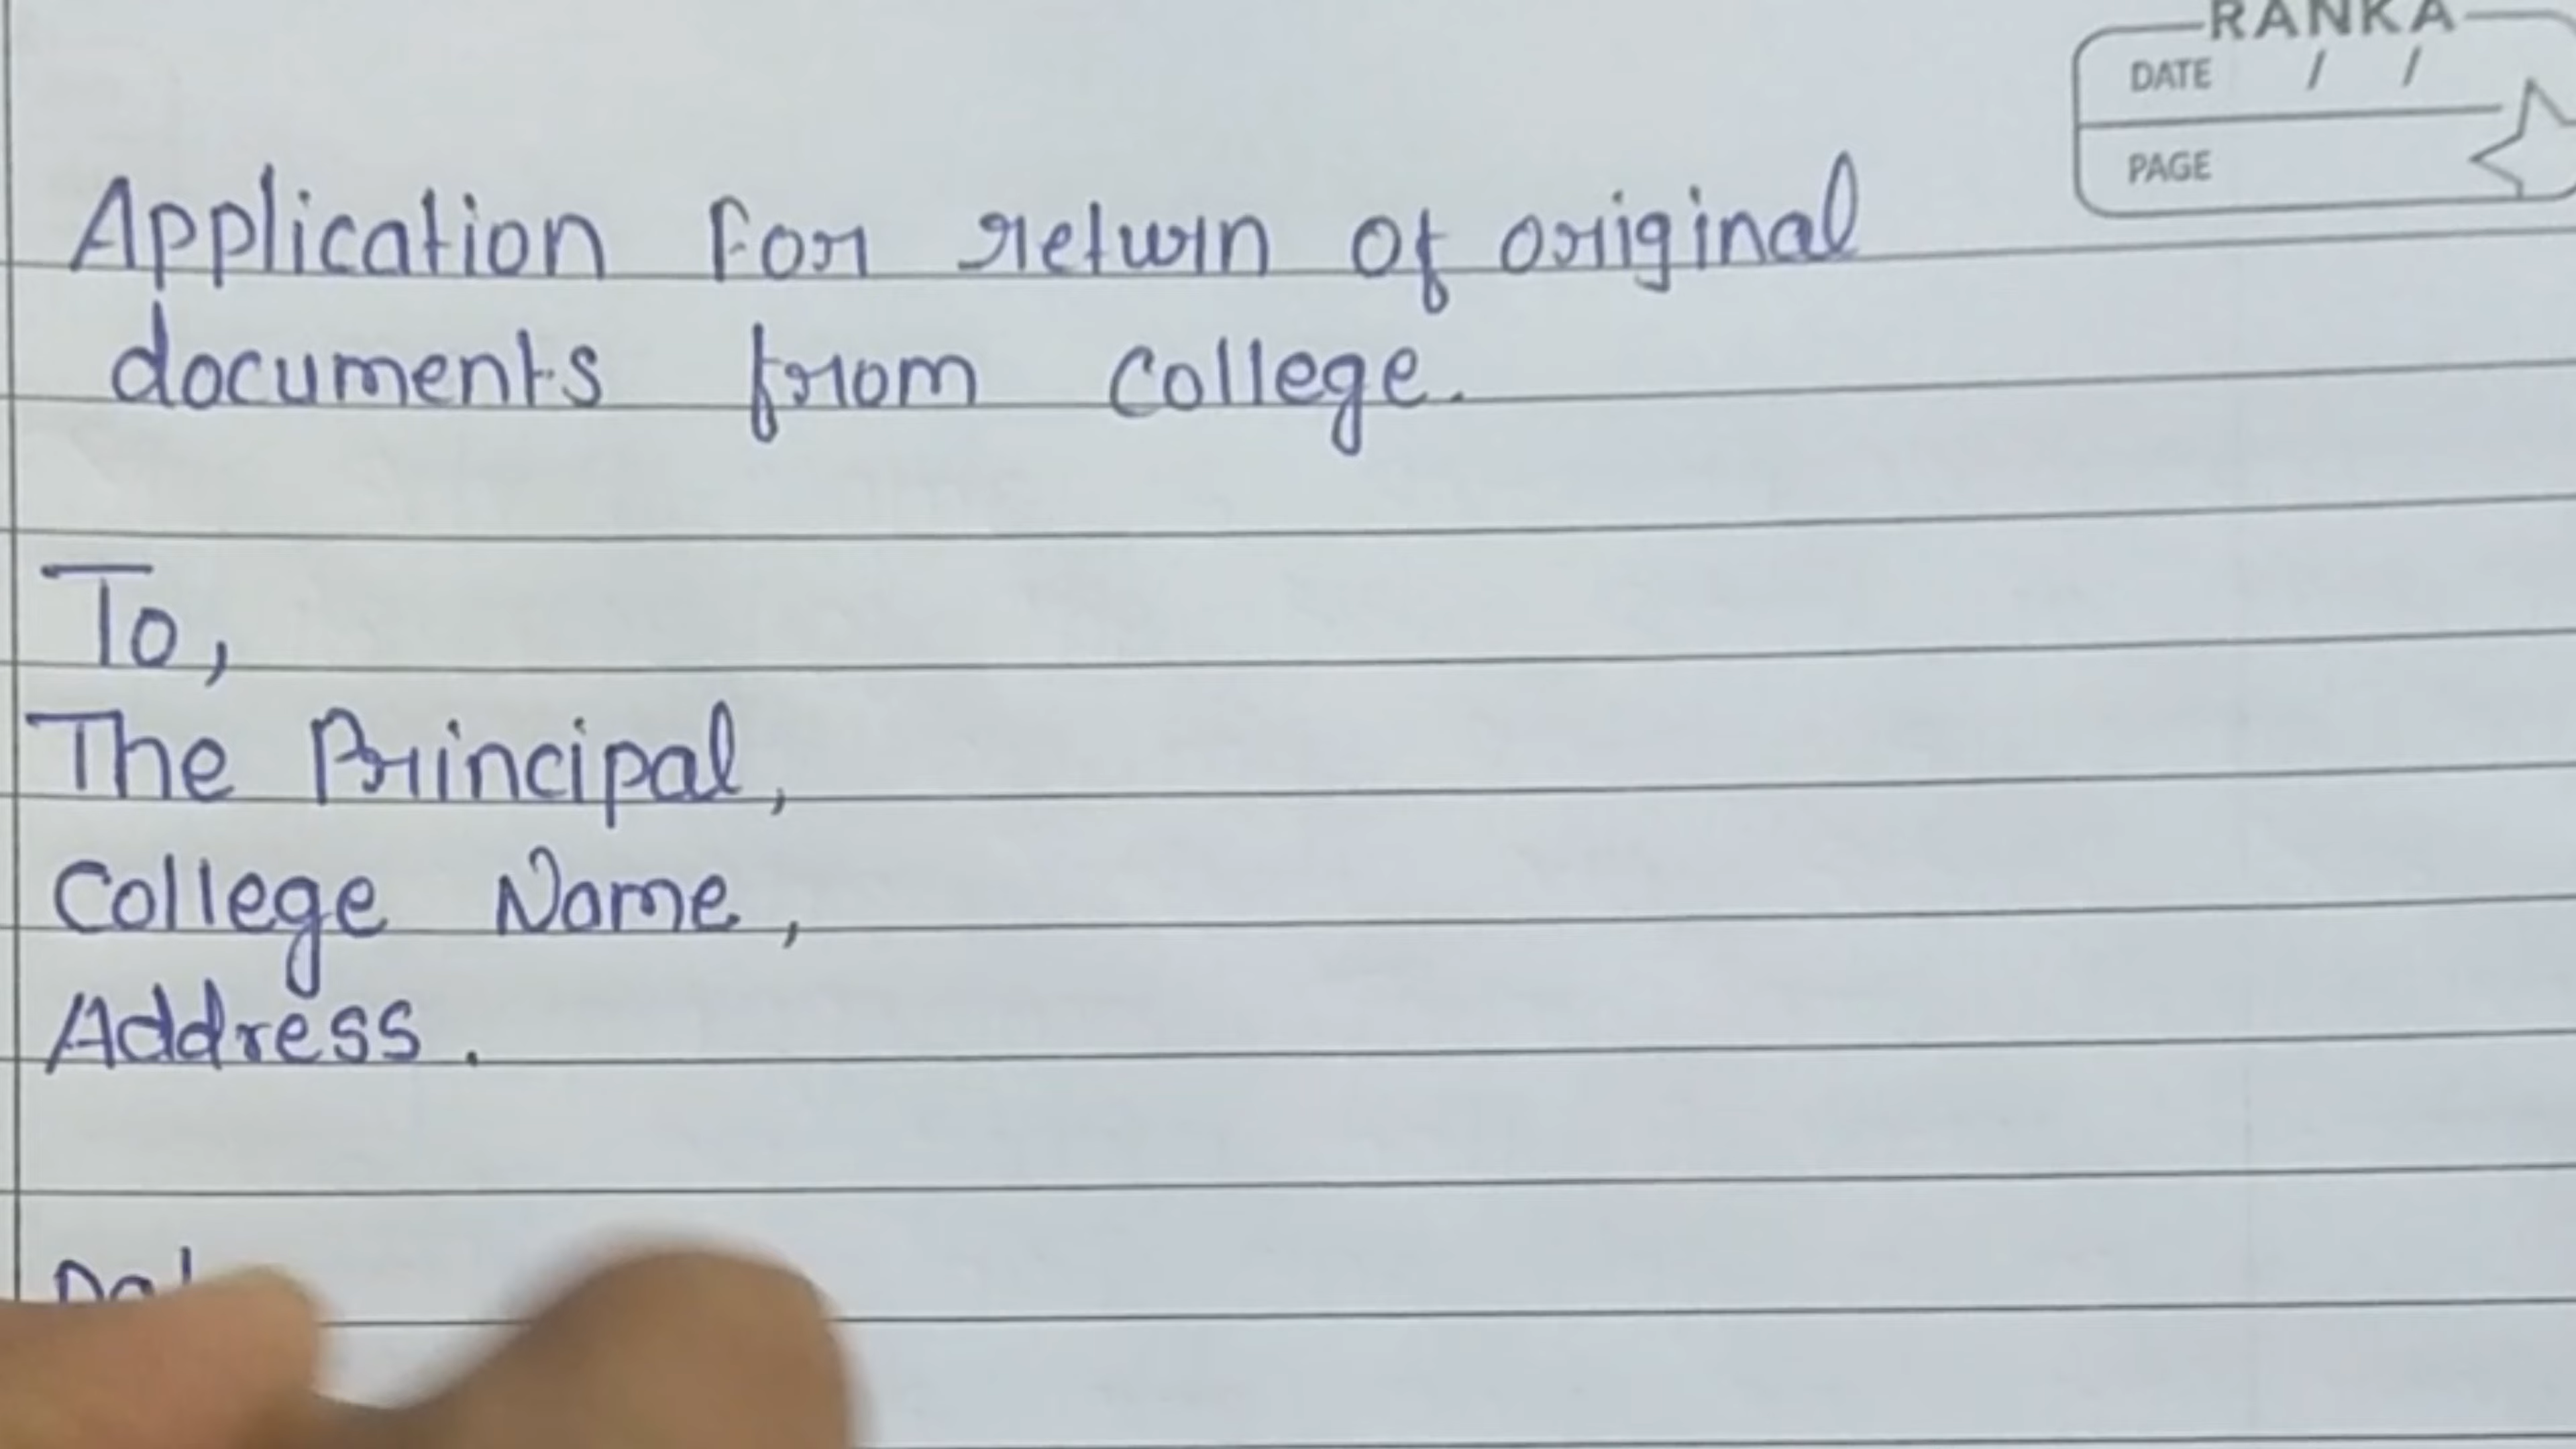 RANKA
DATE / /
PAGE
Application For return of original
documents from college.
To,
The Principal,
College Name,
Address.